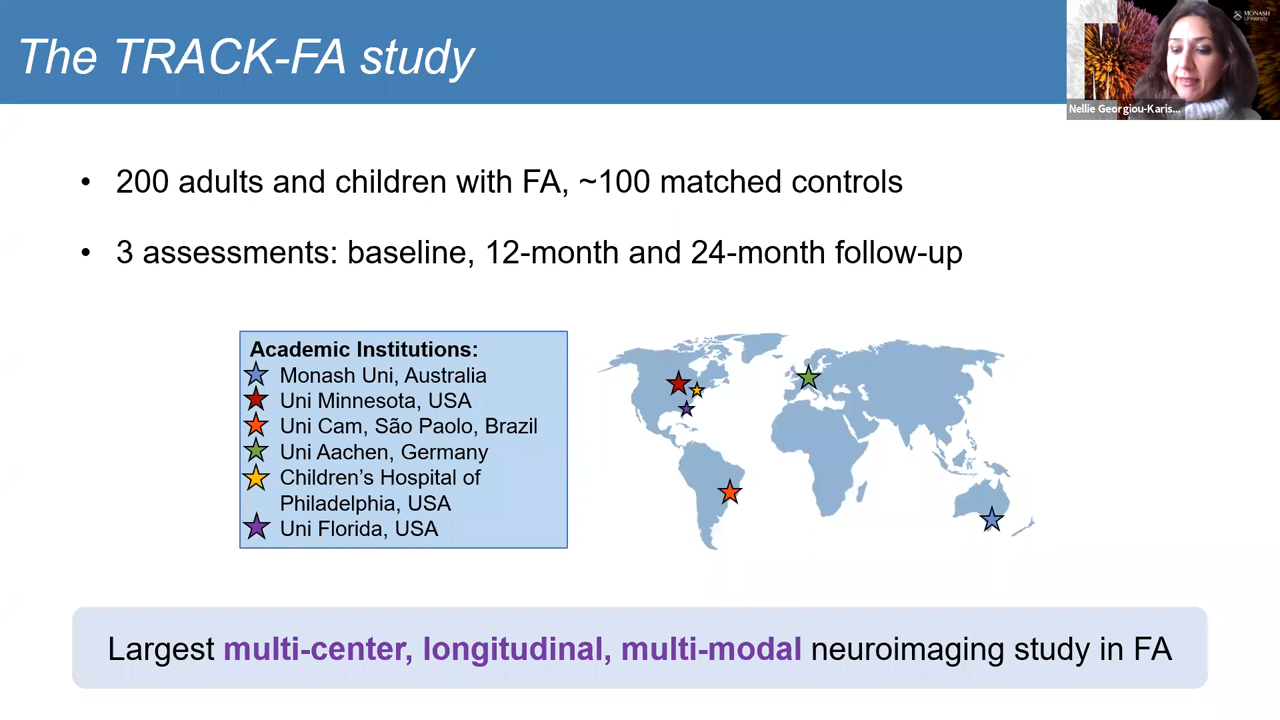 The TRACK-FA study
MONASH
University
Nellie Georgiou-Karis...
• 200 adults and children with FA, ~100 matched controls
• 3 assessments: baseline, 12-month and 24-month follow-up
Academic Institutions:
Monash Uni, Australia
Uni Minnesota, USA
Uni Cam, São Paolo, Brazil
Uni Aachen, Germany
Children’s Hospital of
Philadelphia, USA
Uni Florida, USA
Largest multi-center, longitudinal, multi-modal neuroimaging study in FA